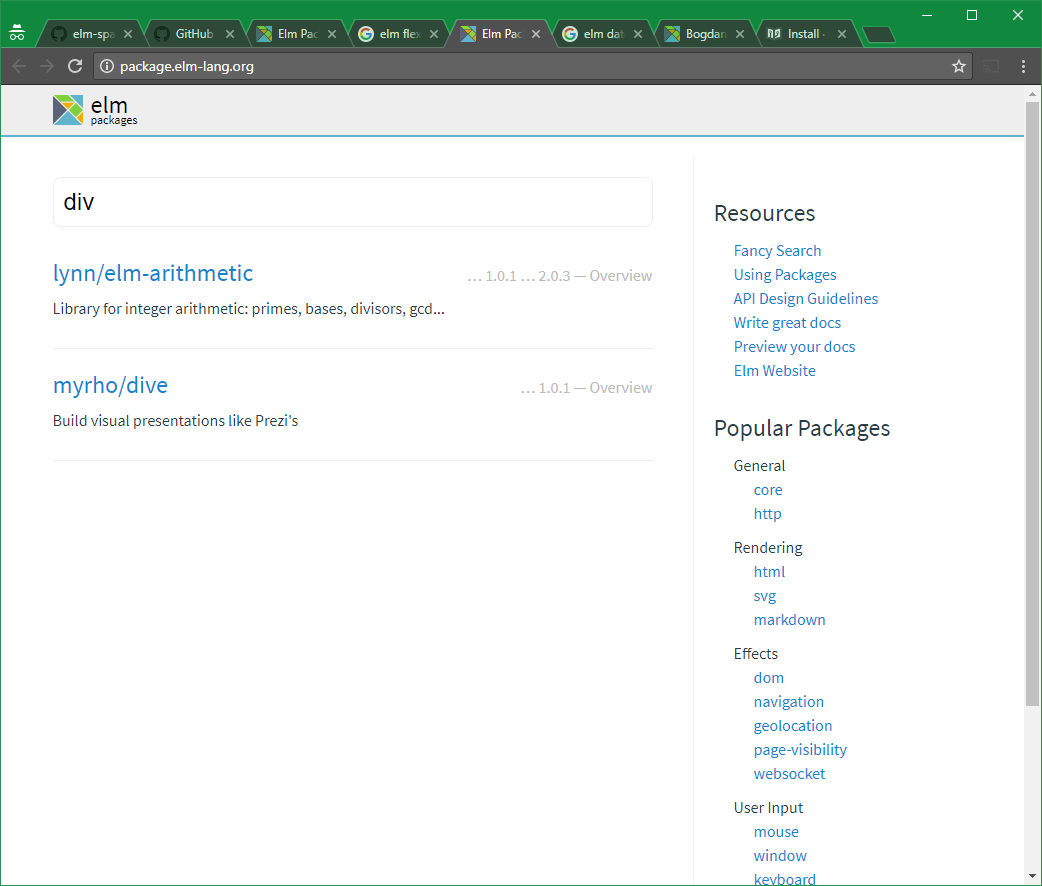 elm-spa
GitHub
Elm Pac
elm flex
Elm Pac
elm dat
Bogdan
Install ·
package.elm-lang.org
elm
packages
div
lynn/elm-arithmetic
… 1.0.1 … 2.0.3 — Overview
Library for integer arithmetic: primes, bases, divisors, gcd...
myrho/dive
… 1.0.1 — Overview
Build visual presentations like Prezi's
Resources
Fancy Search
Using Packages
API Design Guidelines
Write great docs
Preview your docs
Elm Website
Popular Packages
General
core
http
Rendering
html
svg
markdown
Effects
dom
navigation
geolocation
page-visibility
websocket
User Input
mouse
window
keyboard